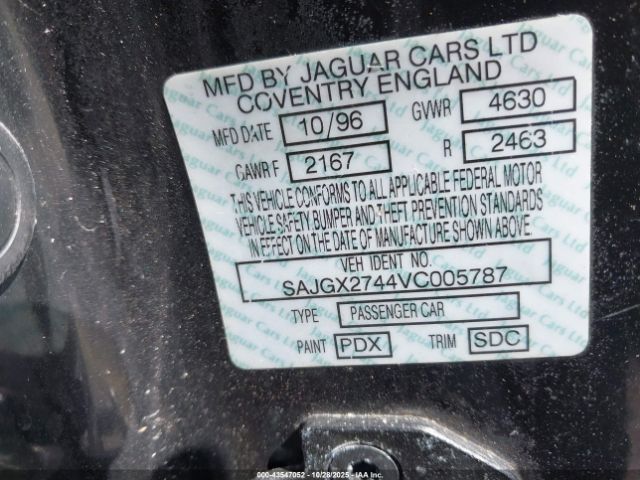 MFD BY JAGUAR CARS LTD
COVENTRY ENGLAND
MFD DATE 10/96 GVWR 4630
GAWR F 2167 R 2463
THIS VEHICLE CONFORMS TO ALL APPLICABLE FEDERAL MOTOR
VEHICLE SAFETY BUMPER AND THEFT PREVENTION STANDARDS
IN EFFECT ON THE DATE OF MANUFACTURE SHOWN ABOVE.
VEH IDENT NO.
SAJGX2744VC005787
TYPE PASSENGER CAR
PAINT PDX TRIM SDC
000-43547052 - 10/28/2025 - IAA Inc.